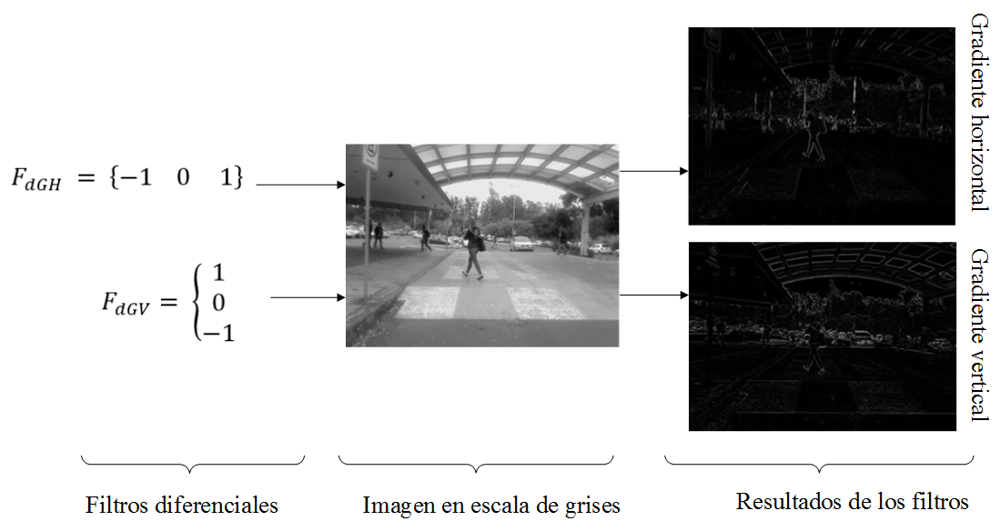 F_dGH = {−1 0 1}
F_dGV = { 1
0
−1
Gradiente horizontal
Gradiente vertical
Filtros diferenciales
Imagen en escala de grises
Resultados de los filtros